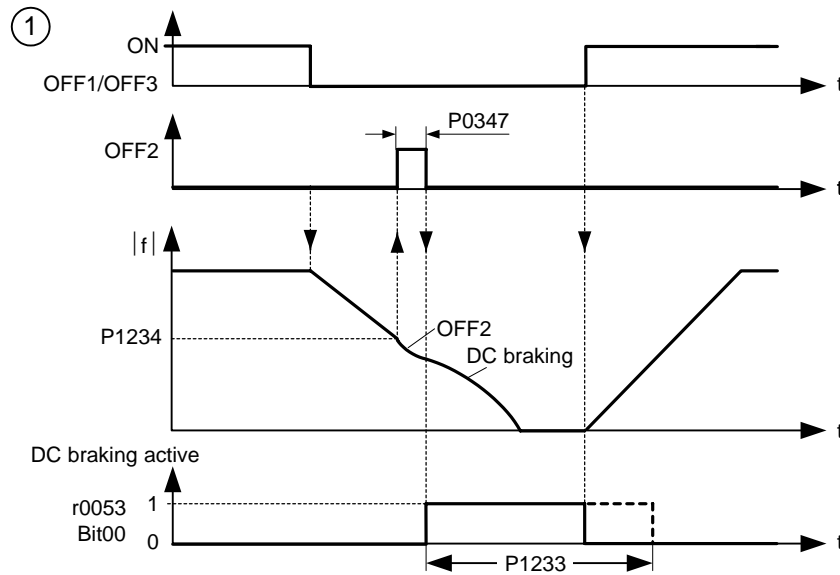 1
ON
OFF1/OFF3
t
P0347
OFF2
t
|f|
P1234
OFF2
DC braking
t
DC braking active
r0053
Bit00
1
0
t
P1233